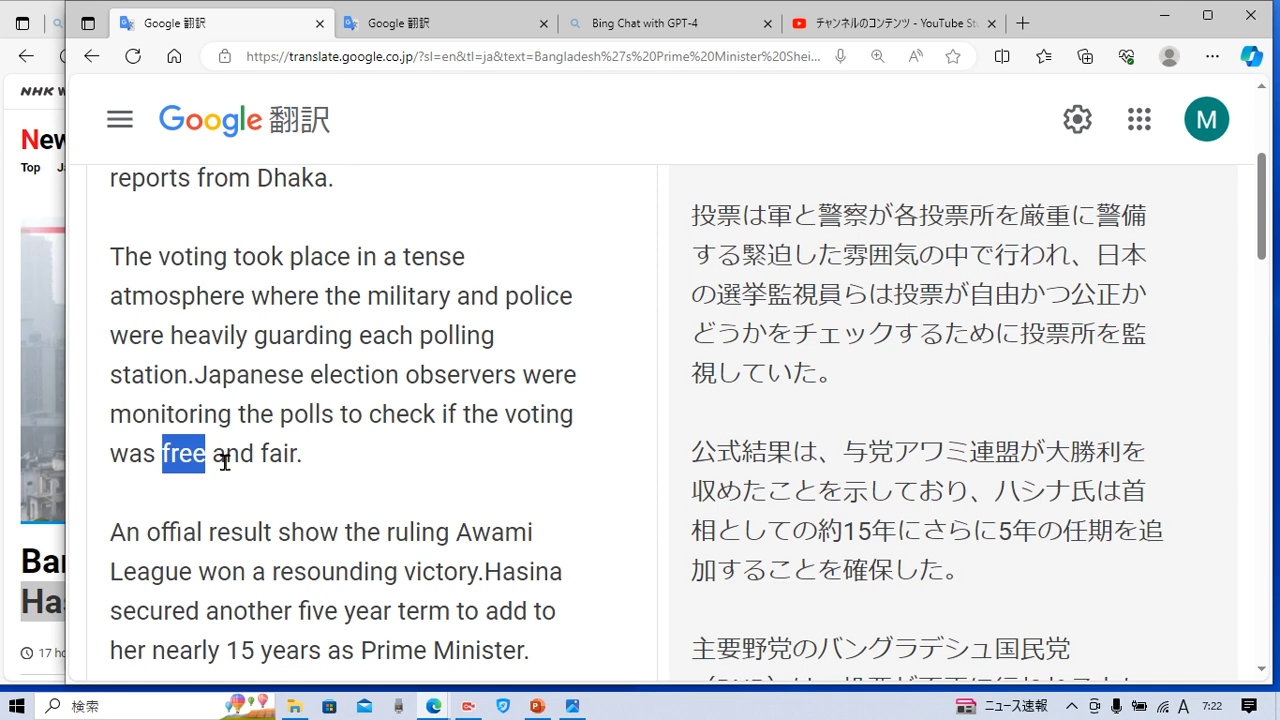 Google 翻訳
Google 翻訳
Bing Chat with GPT-4
チャンネルのコンテンツ - YouTube St
https://translate.google.co.jp/?sl=en&tl=ja&text=Bangladesh%27s%20Prime%20Minister%20Shei...
NHK W
New
Top
Ja
Google 翻訳
M
reports from Dhaka.
The voting took place in a tense
atmosphere where the military and police
were heavily guarding each polling
station.Japanese election observers were
monitoring the polls to check if the voting
was free and fair.
An offial result show the ruling Awami
League won a resounding victory.Hasina
secured another five year term to add to
her nearly 15 years as Prime Minister.
投票は軍と警察が各投票所を厳重に警備
する緊迫した雰囲気の中で行われ、日本
の選挙監視員らは投票が自由かつ公正か
どうかをチェックするために投票所を監
視していた。
公式結果は、与党アワミ連盟が大勝利を
収めたことを示しており、ハシナ氏は首
相としての約15年にさらに5年の任期を追
加することを確保した。
主要野党のバングラデシュ国民党
Ban
Has
17 ho
検索
ニュース速報
A
7:22